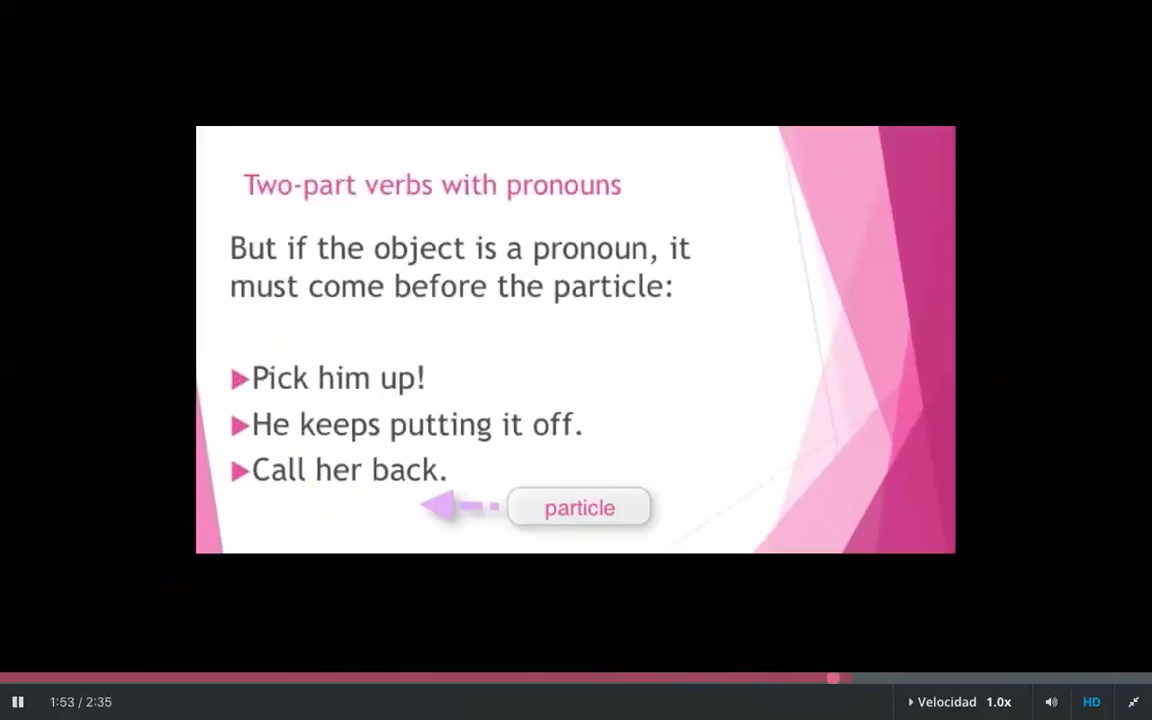 Two-part verbs with pronouns
But if the object is a pronoun, it
must come before the particle:
Pick him up!
He keeps putting it off.
Call her back.
particle
1:53 / 2:35
Velocidad 1.0x
HD